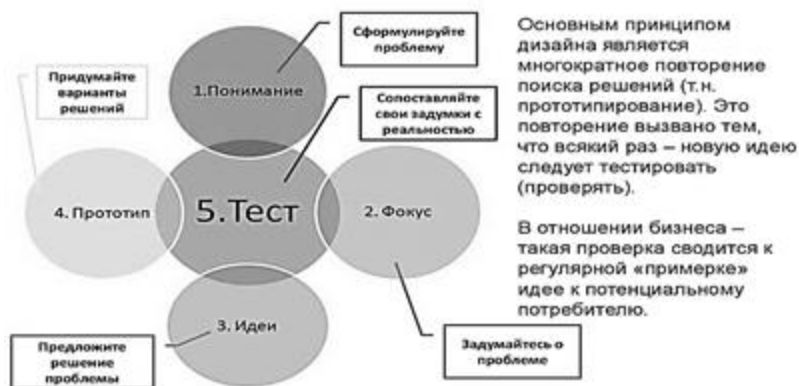 Сформулируйте
проблему
1.Понимание
Придумайте
варианты
решений
Сопоставляйте
свои задумки с
реальностью
4. Прототип
5.Тест
2. Фокус
3. Идеи
Предложите
решение
проблемы
Задумайтесь о
проблеме
Основным принципом
дизайна является
многократное повторение
поиска решений (т.н.
прототипирование). Это
повторение вызвано тем,
что всякий раз – новую идею
следует тестировать
(проверять).
В отношении бизнеса –
такая проверка сводится к
регулярной «примерке»
идее к потенциальному
потребителю.